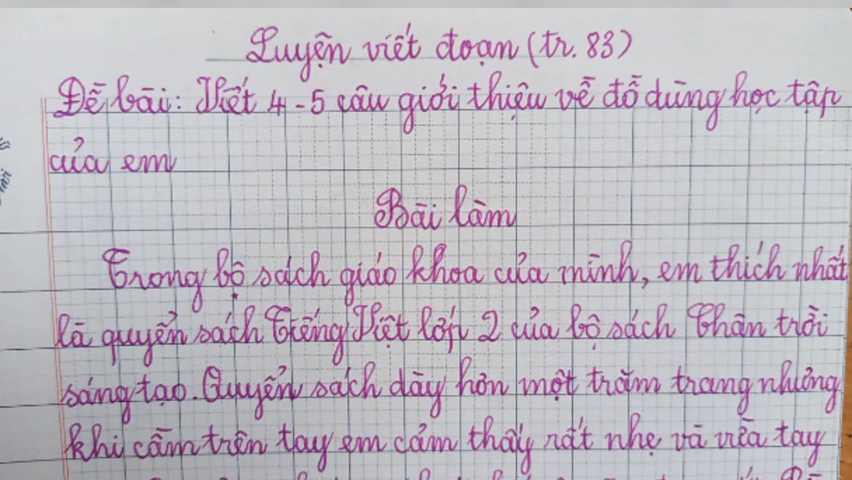 Luyện viết đoạn (tr. 83)
Đề bài: Viết 4-5 câu giới thiệu về đồ dùng học tập
của em
Bài làm
Trong bộ sách giáo khoa của mình, em thích nhất
là quyển sách Tiếng Việt lớp 2 của bộ sách Chân trời
sáng tạo. Quyển sách dày hơn một trăm trang nhưng
khi cầm trên tay em cảm thấy rất nhẹ và vừa tay